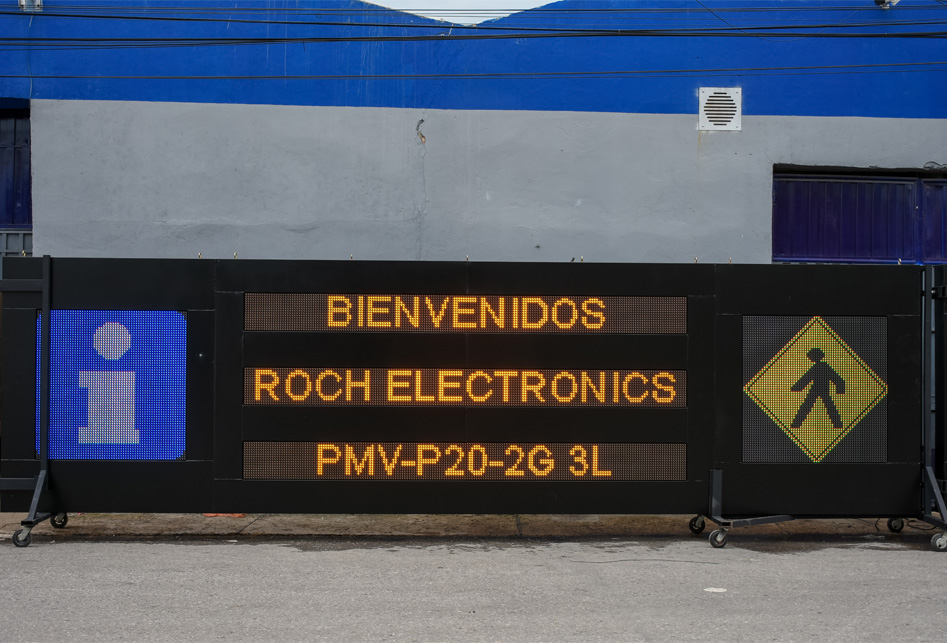 i
BIENVENIDOS
ROCH ELECTRONICS
PMV-P20-2G 3L